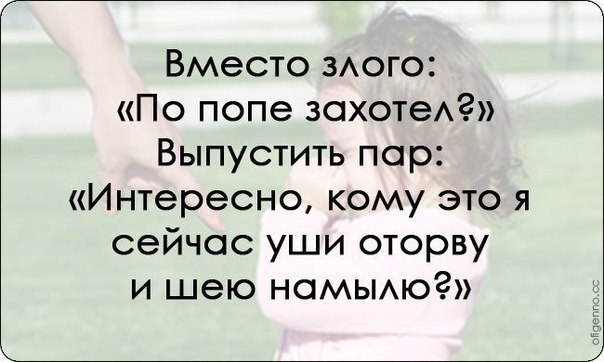 Вместо злого:
«По попе захотел?»
Выпустить пар:
«Интересно, кому это я
сейчас уши оторву
и шею намылю?»
ofigenno.cc